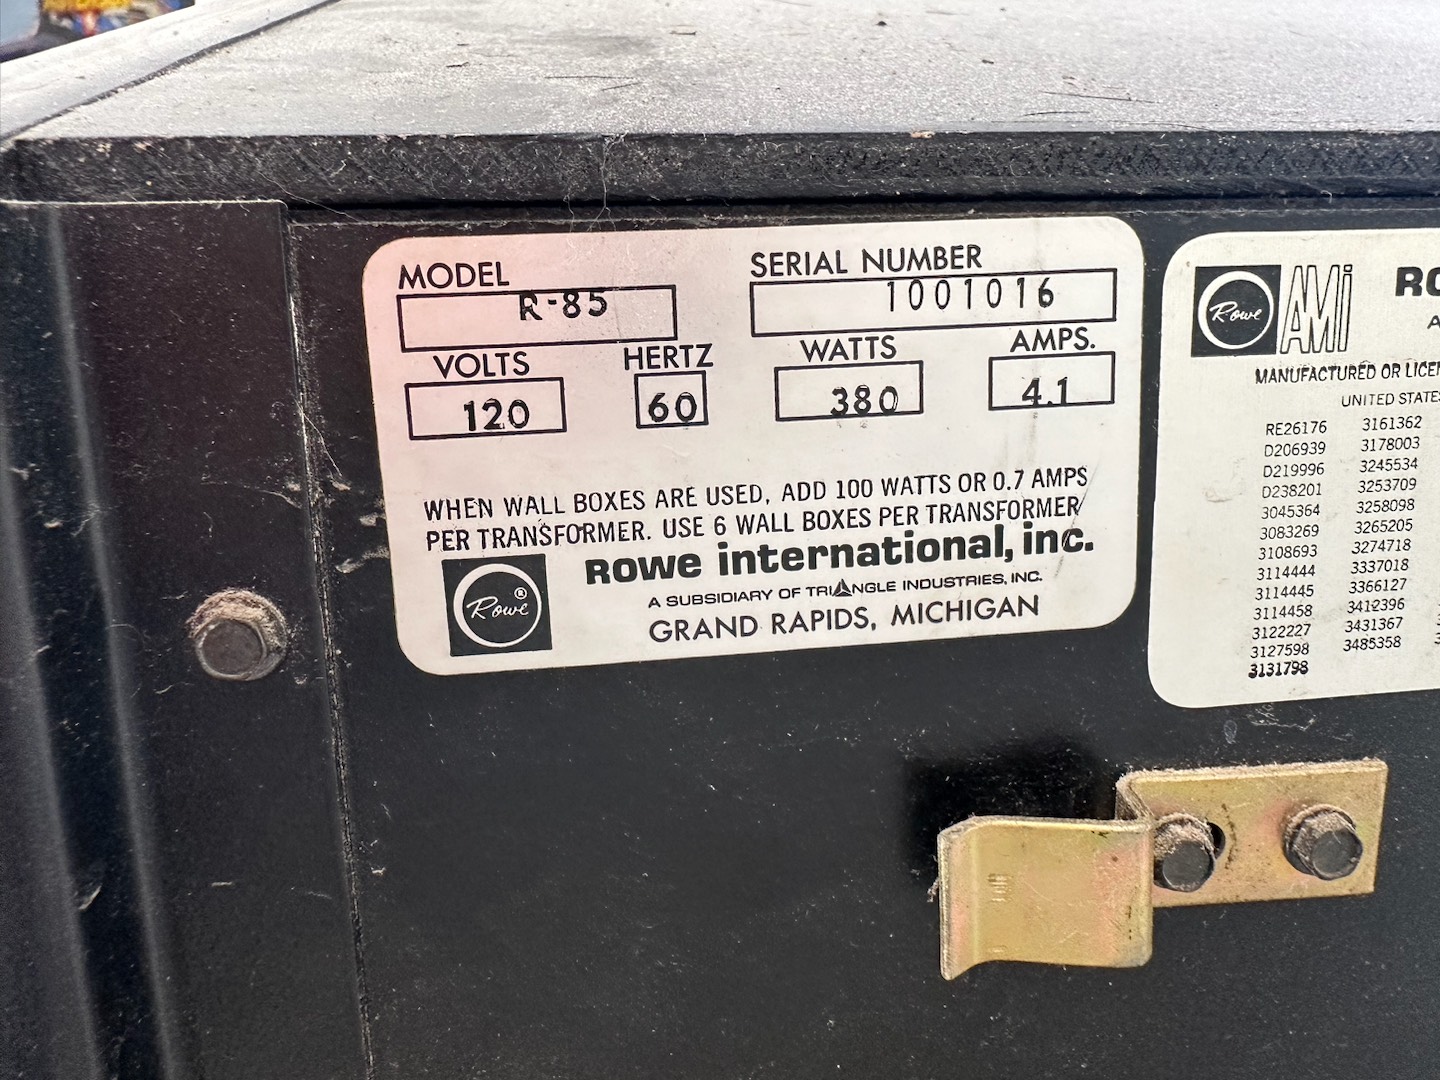 MODEL
R-85
SERIAL NUMBER
1001016
VOLTS
120
HERTZ
60
WATTS
380
AMPS.
4.1
WHEN WALL BOXES ARE USED, ADD 100 WATTS OR 0.7 AMPS
PER TRANSFORMER. USE 6 WALL BOXES PER TRANSFORMER
Rowe ®
Rowe international, inc.
A SUBSIDIARY OF TRIANGLE INDUSTRIES, INC.
GRAND RAPIDS, MICHIGAN
Rowe AMi
MANUFACTURED OR
UNITED STATES
RE26176 3161362
D206939 3178003
D219996 3245534
D238201 3253709
3045364 3258098
3083269 3265205
3108693 3274718
3114444 3337018
3114445 3366127
3114458 3412396
3122227 3431367
3127598 3485358
3131798